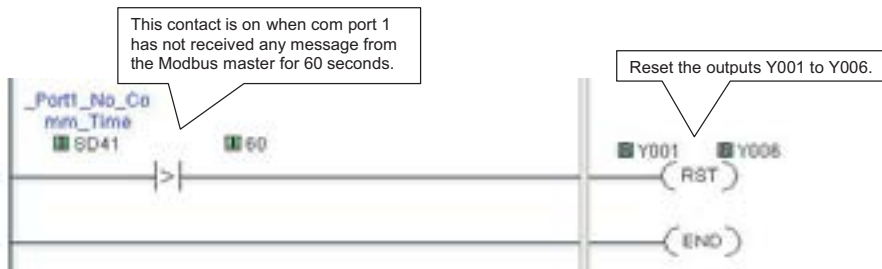 This contact is on when com port 1
has not received any message from
the Modbus master for 60 seconds.
Reset the outputs Y001 to Y006.
_Port1_No_Co
mm_Time
SD41
60
Y001
Y006
>
RST
END